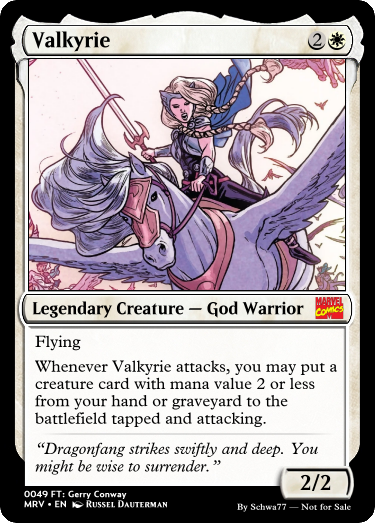 Valkyrie 2
Legendary Creature — God Warrior MARVEL COMICS
Flying
Whenever Valkyrie attacks, you may put a
creature card with mana value 2 or less
from your hand or graveyard to the
battlefield tapped and attacking.
“Dragonfang strikes swiftly and deep. You
might be wise to surrender.”
2/2
0049 FT: Gerry Conway
MRV • EN Russel Dauterman By Schwa77 — Not for Sale